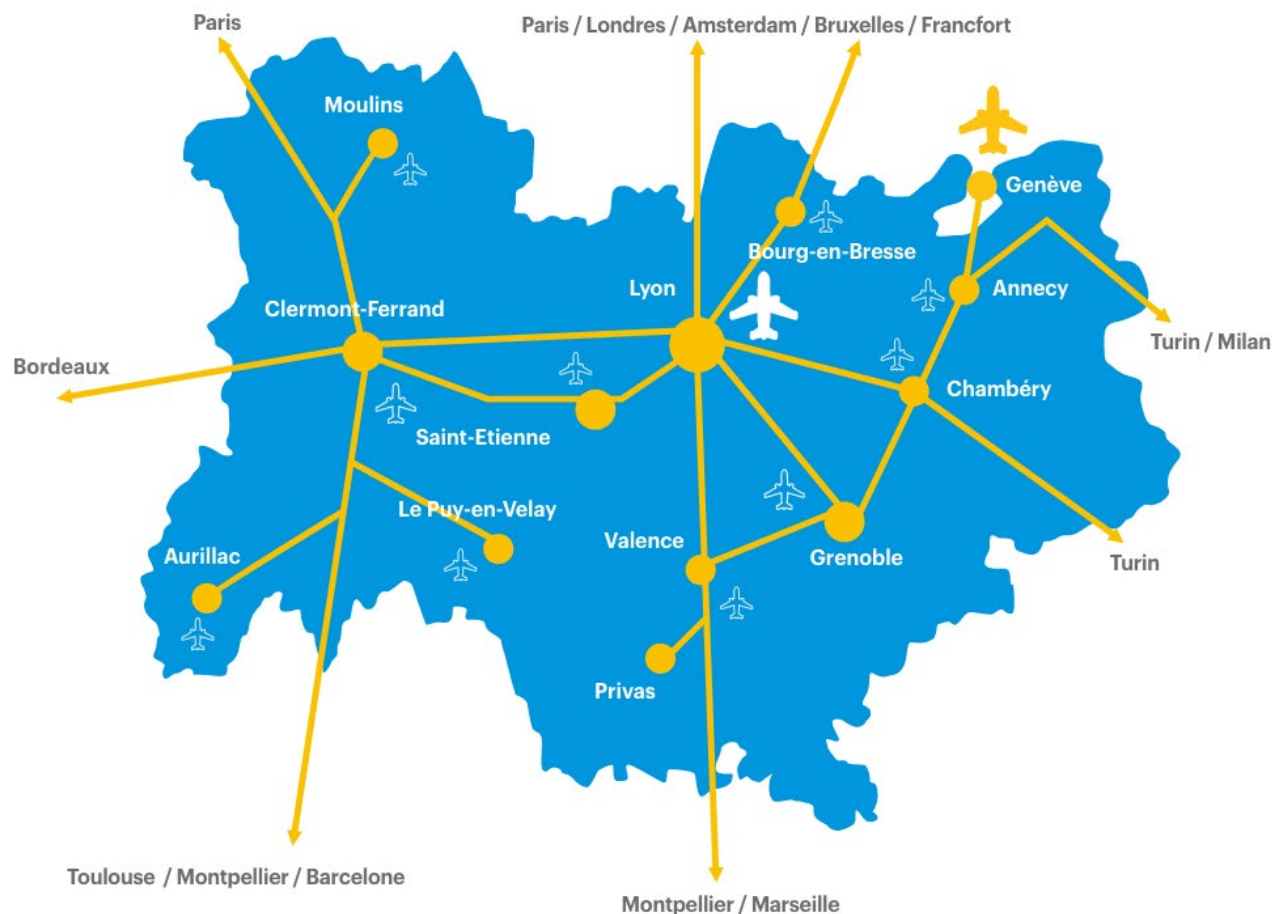 Paris
Paris / Londres / Amsterdam / Bruxelles / Francfort
Moulins
Genève
Bourg-en-Bresse
Lyon
Annecy
Clermont-Ferrand
Turin / Milan
Bordeaux
Chambéry
Saint-Etienne
Le Puy-en-Velay
Valence
Grenoble
Aurillac
Turin
Privas
Toulouse / Montpellier / Barcelone
Montpellier / Marseille